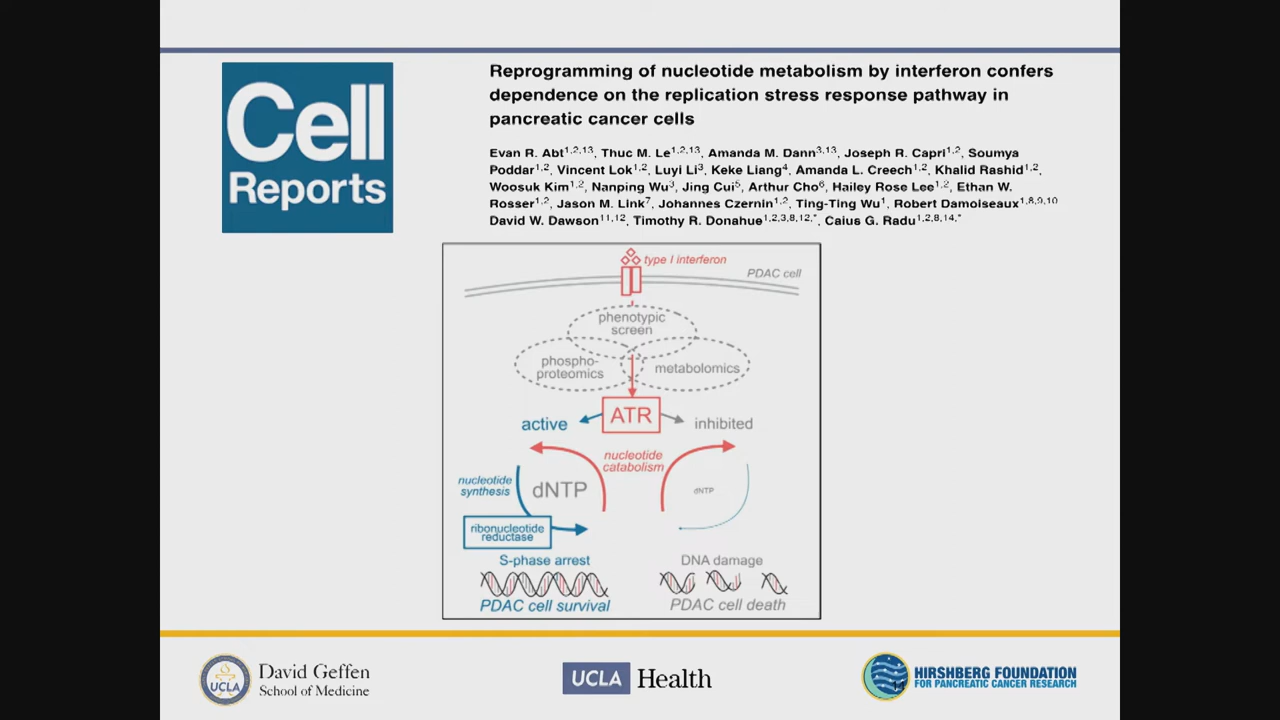 Cell
Reports
Reprogramming of nucleotide metabolism by interferon confers
dependence on the replication stress response pathway in
pancreatic cancer cells
Evan R. Abt1,2,13, Thuc M. Le1,2,13, Amanda M. Dann3,13, Joseph R. Capri1,2, Soumya
Poddar1,2, Vincent Lok1,2, Luyi Li3, Keke Liang4, Amanda L. Creech1,2, Khalid Rashid1,2,
Woosuk Kim1,2, Nanping Wu3, Jing Cui5, Arthur Cho6, Hailey Rose Lee1,2, Ethan W.
Rosser1,2, Jason M. Link7, Johannes Czernin1,2, Ting-Ting Wu1, Robert Damoiseaux1,8,9,10
David W. Dawson11,12, Timothy R. Donahue1,2,3,8,12,*, Caius G. Radu1,2,8,14,*
type I interferon
PDAC cell
phenotypic
screen
phospho-
proteomics
metabolomics
ATR
active
inhibited
nucleotide
catabolism
nucleotide
synthesis
dNTP
dNTP
ribonucleotide
reductase
S-phase arrest
DNA damage
PDAC cell survival
PDAC cell death
UCLA
David Geffen
School of Medicine
UCLA Health
HIRSHBERG FOUNDATION
FOR PANCREATIC CANCER RESEARCH